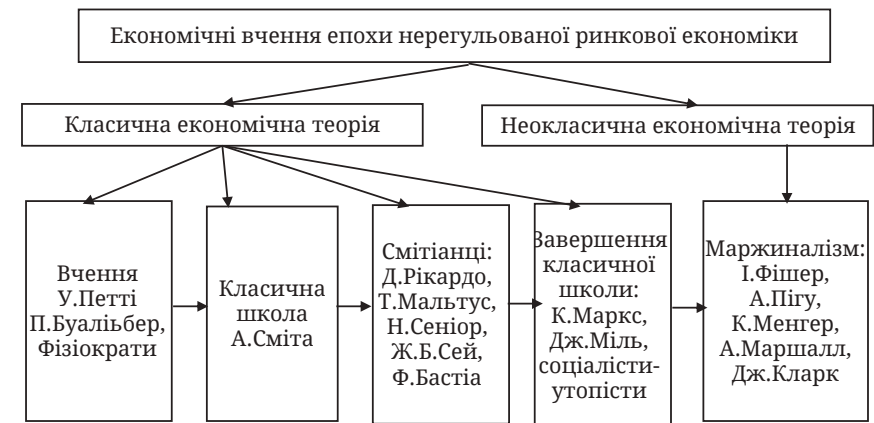 Економічні вчення епохи нерегульованої ринкової економіки
Класична економічна теорія
Неокласична економічна теорія
Вчення
У.Петті
П.Буаліьбер,
Фізіократи
Класична
школа
А.Сміта
Смітіанці:
Д.Рікардо,
Т.Мальтус,
Н.Сеніор,
Ж.Б.Сей,
Ф.Бастіа
Завершення
класичної
школи:
К.Маркс,
Дж.Міль,
соціалісти-
утопісти
Маржиналізм:
І.Фішер,
А.Пігу,
К.Менгер,
А.Маршалл,
Дж.Кларк